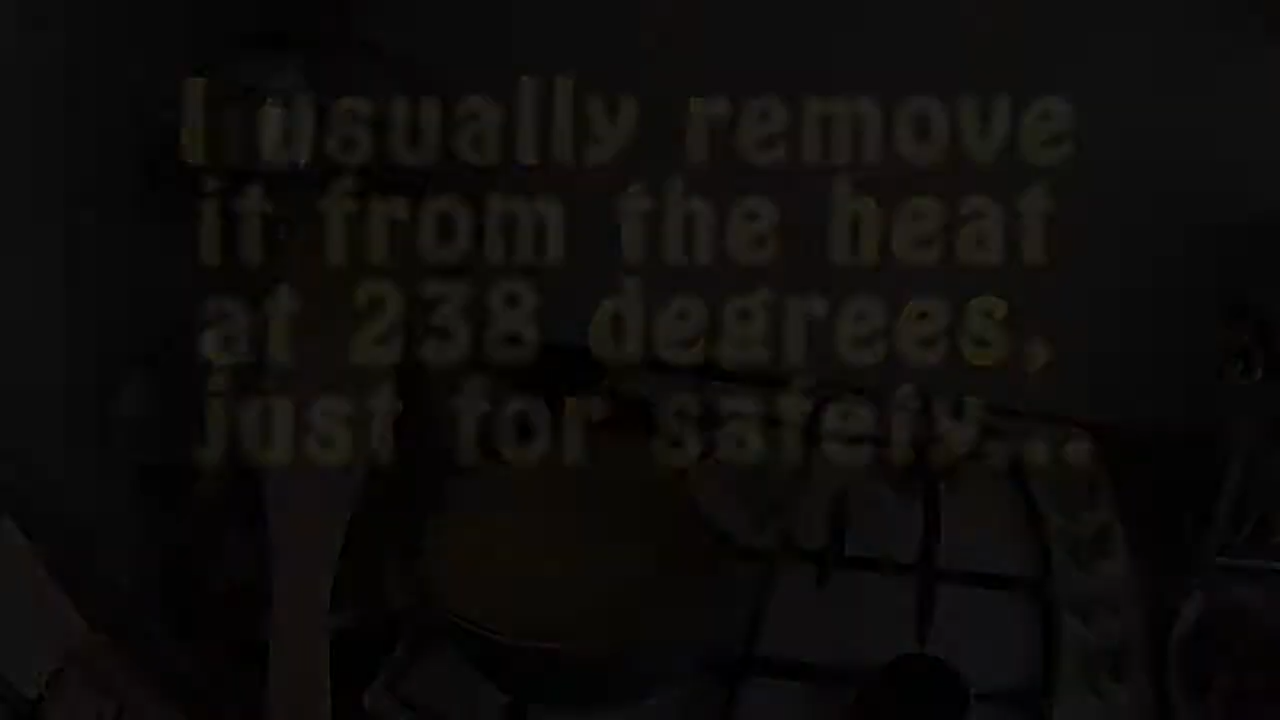 I usually remove
it from the heat
at 238 degrees,
just for safety...